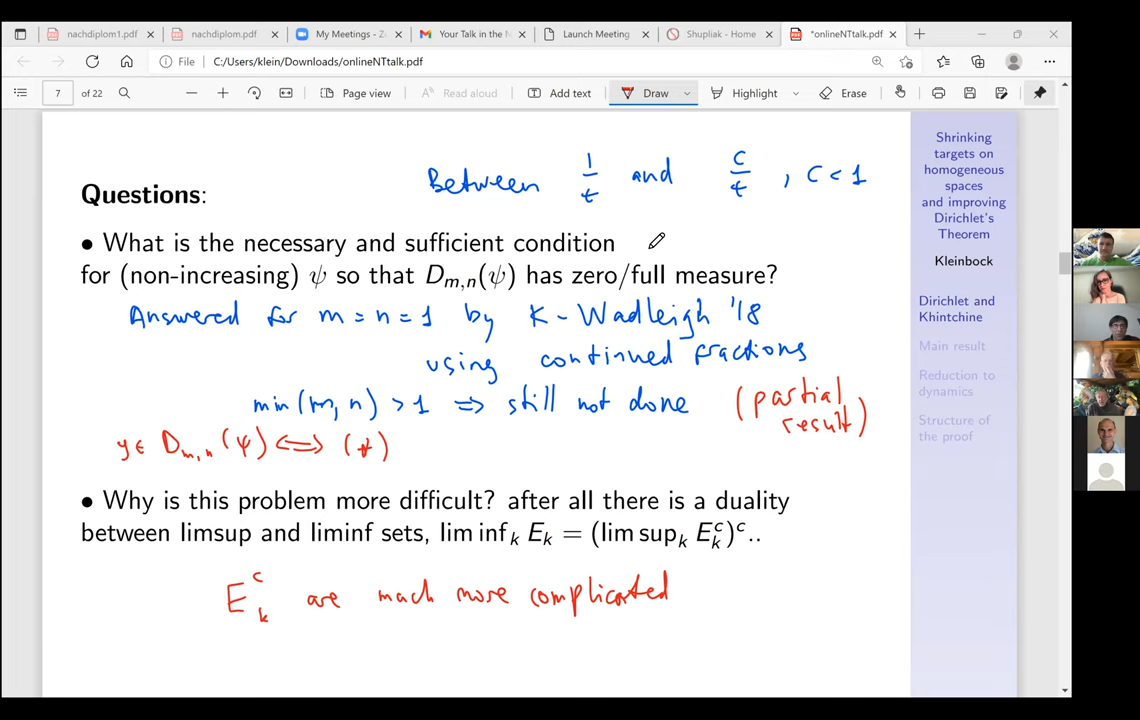 nachdiplom1.pdf
nachdiplom.pdf
My Meetings - Z
Your Talk in the N
Launch Meeting
Shupliak - Home
*onlineNTtalk.pdf
File
C:/Users/klein/Downloads/onlineNTtalk.pdf
7 of 22
Page view
Read aloud
Add text
Draw
Highlight
Erase
Between 1/t and c/t , c < 1
Questions:
• What is the necessary and sufficient condition
for (non-increasing) ψ so that D_{m,n}(ψ) has zero/full measure?
Answered for m = n = 1 by K - Wadleigh '18
using continued fractions
min(m, n) > 1 ⇒ still not done (partial
result)
y ∈ D_{m,n}(ψ) ⟺ (*)
• Why is this problem more difficult? after all there is a duality
between limsup and liminf sets, lim inf_k E_k = (lim sup_k E_k^c)^c..
E_k^c are much more complicated
Shrinking
targets on
homogeneous
spaces
and improving
Dirichlet's
Theorem
Kleinbock
Dirichlet and
Khintchine
Main result
Reduction to
dynamics
Structure of
the proof